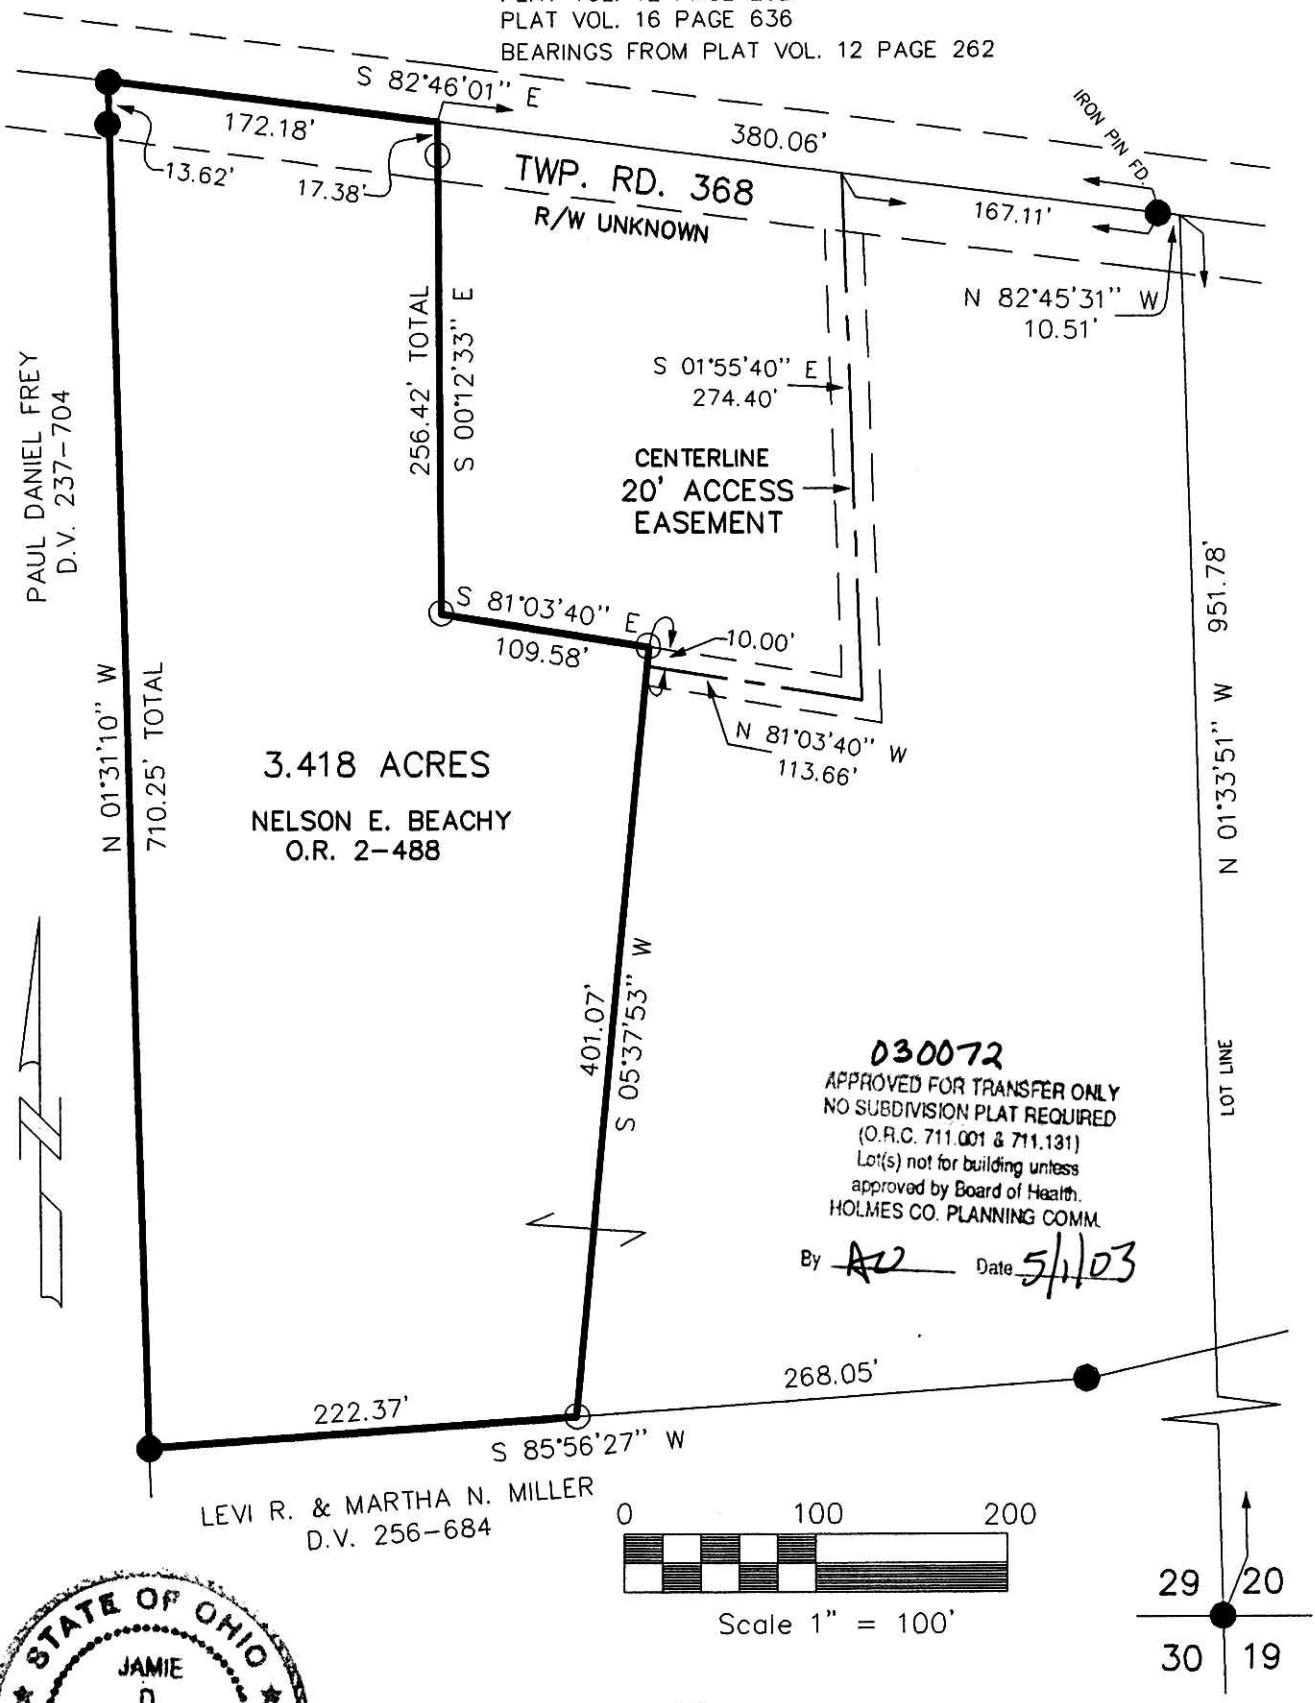 PLAT VOL. 16 PAGE 636
BEARINGS FROM PLAT VOL. 12 PAGE 262
S 82°46'01" E
172.18'
380.06'
IRON PIN FD.
13.62'
17.38'
TWP. RD. 368
R/W UNKNOWN
167.11'
N 82°45'31" W
10.51'
256.42' TOTAL
S 00°12'33" E
S 01°55'40" E
274.40'
PAUL DANIEL FREY
D.V. 237-704
CENTERLINE
20' ACCESS
EASEMENT
S 81°03'40" E
109.58'
10.00'
N 81°03'40" W
113.66'
N 01°33'51" W 951.78'
N 01°31'10" W
710.25' TOTAL
3.418 ACRES
NELSON E. BEACHY
O.R. 2-488
401.07'
S 05°37'53" W
LOT LINE
030072
APPROVED FOR TRANSFER ONLY
NO SUBDIVISION PLAT REQUIRED
(O.R.C. 711.001 & 711.131)
Lot(s) not for building unless
approved by Board of Health.
HOLMES CO. PLANNING COMM.
By Date 5/1/03
N
222.37'
268.05'
S 85°56'27" W
LEVI R. & MARTHA N. MILLER
D.V. 256-684
0 100 200
Scale 1" = 100'
29 20
30 19
STATE OF OHIO
JAMIE
D.